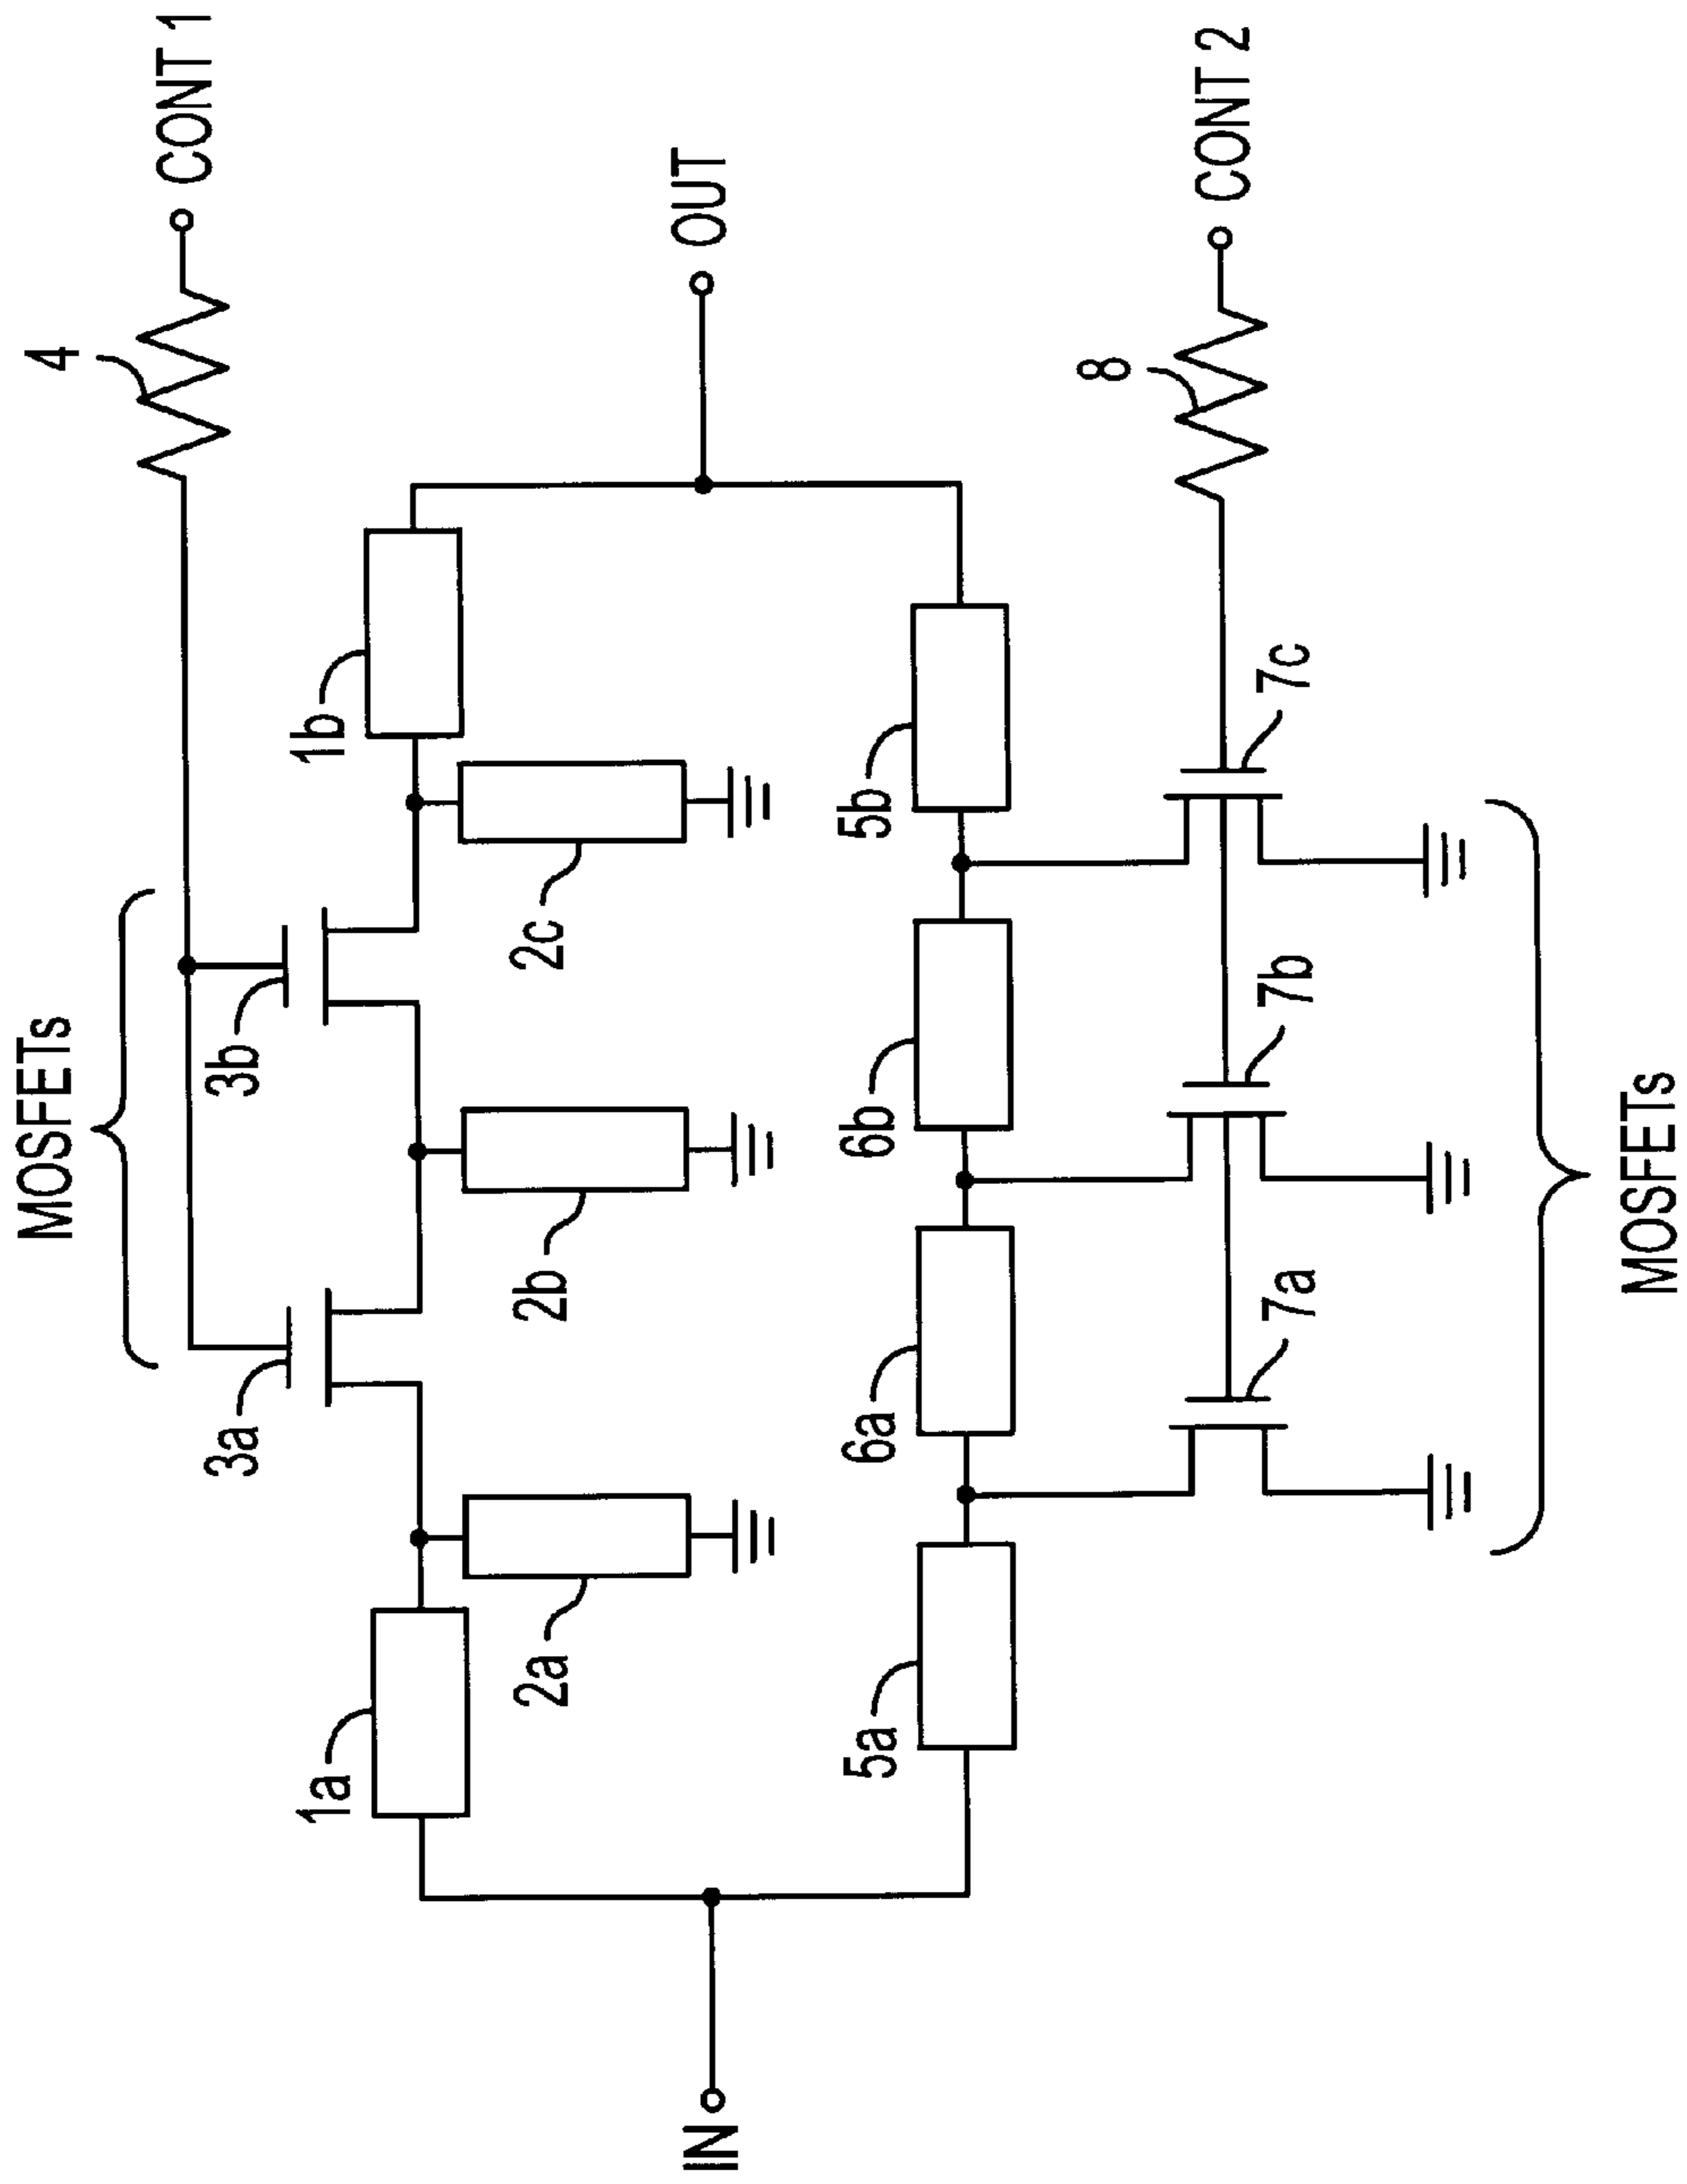 MOSFETs
4
CONT 1
3a
3b
1a
2a
2b
2c
1b
IN
OUT
5a
6a
6b
5b
8
CONT 2
7a
7b
7c
MOSFETs